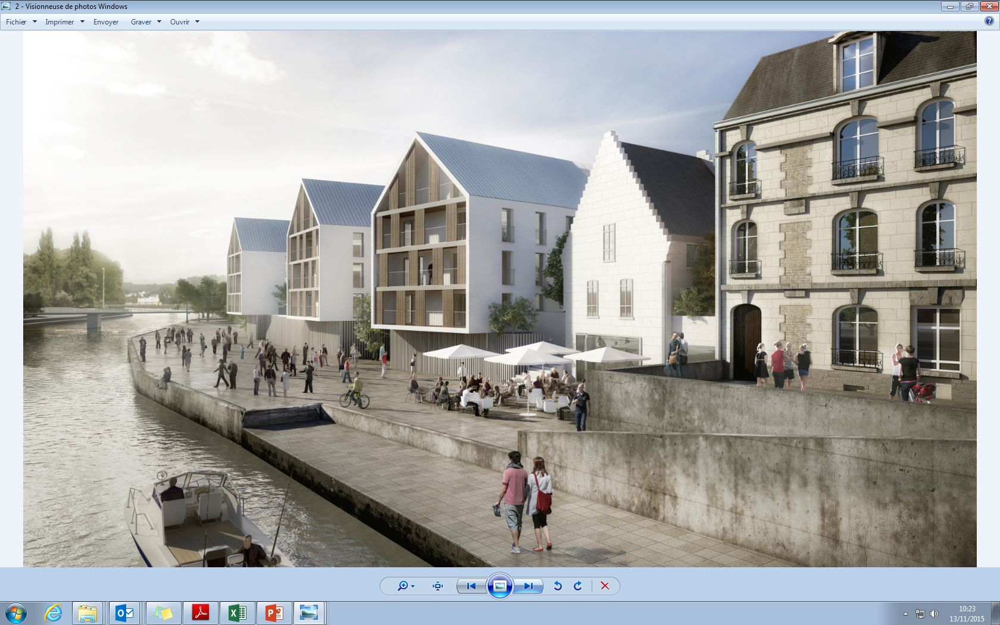 2 - Visionneuse de photos Windows
Fichier Imprimer Envoyer Graver Ouvrir
10:23
13/11/2015